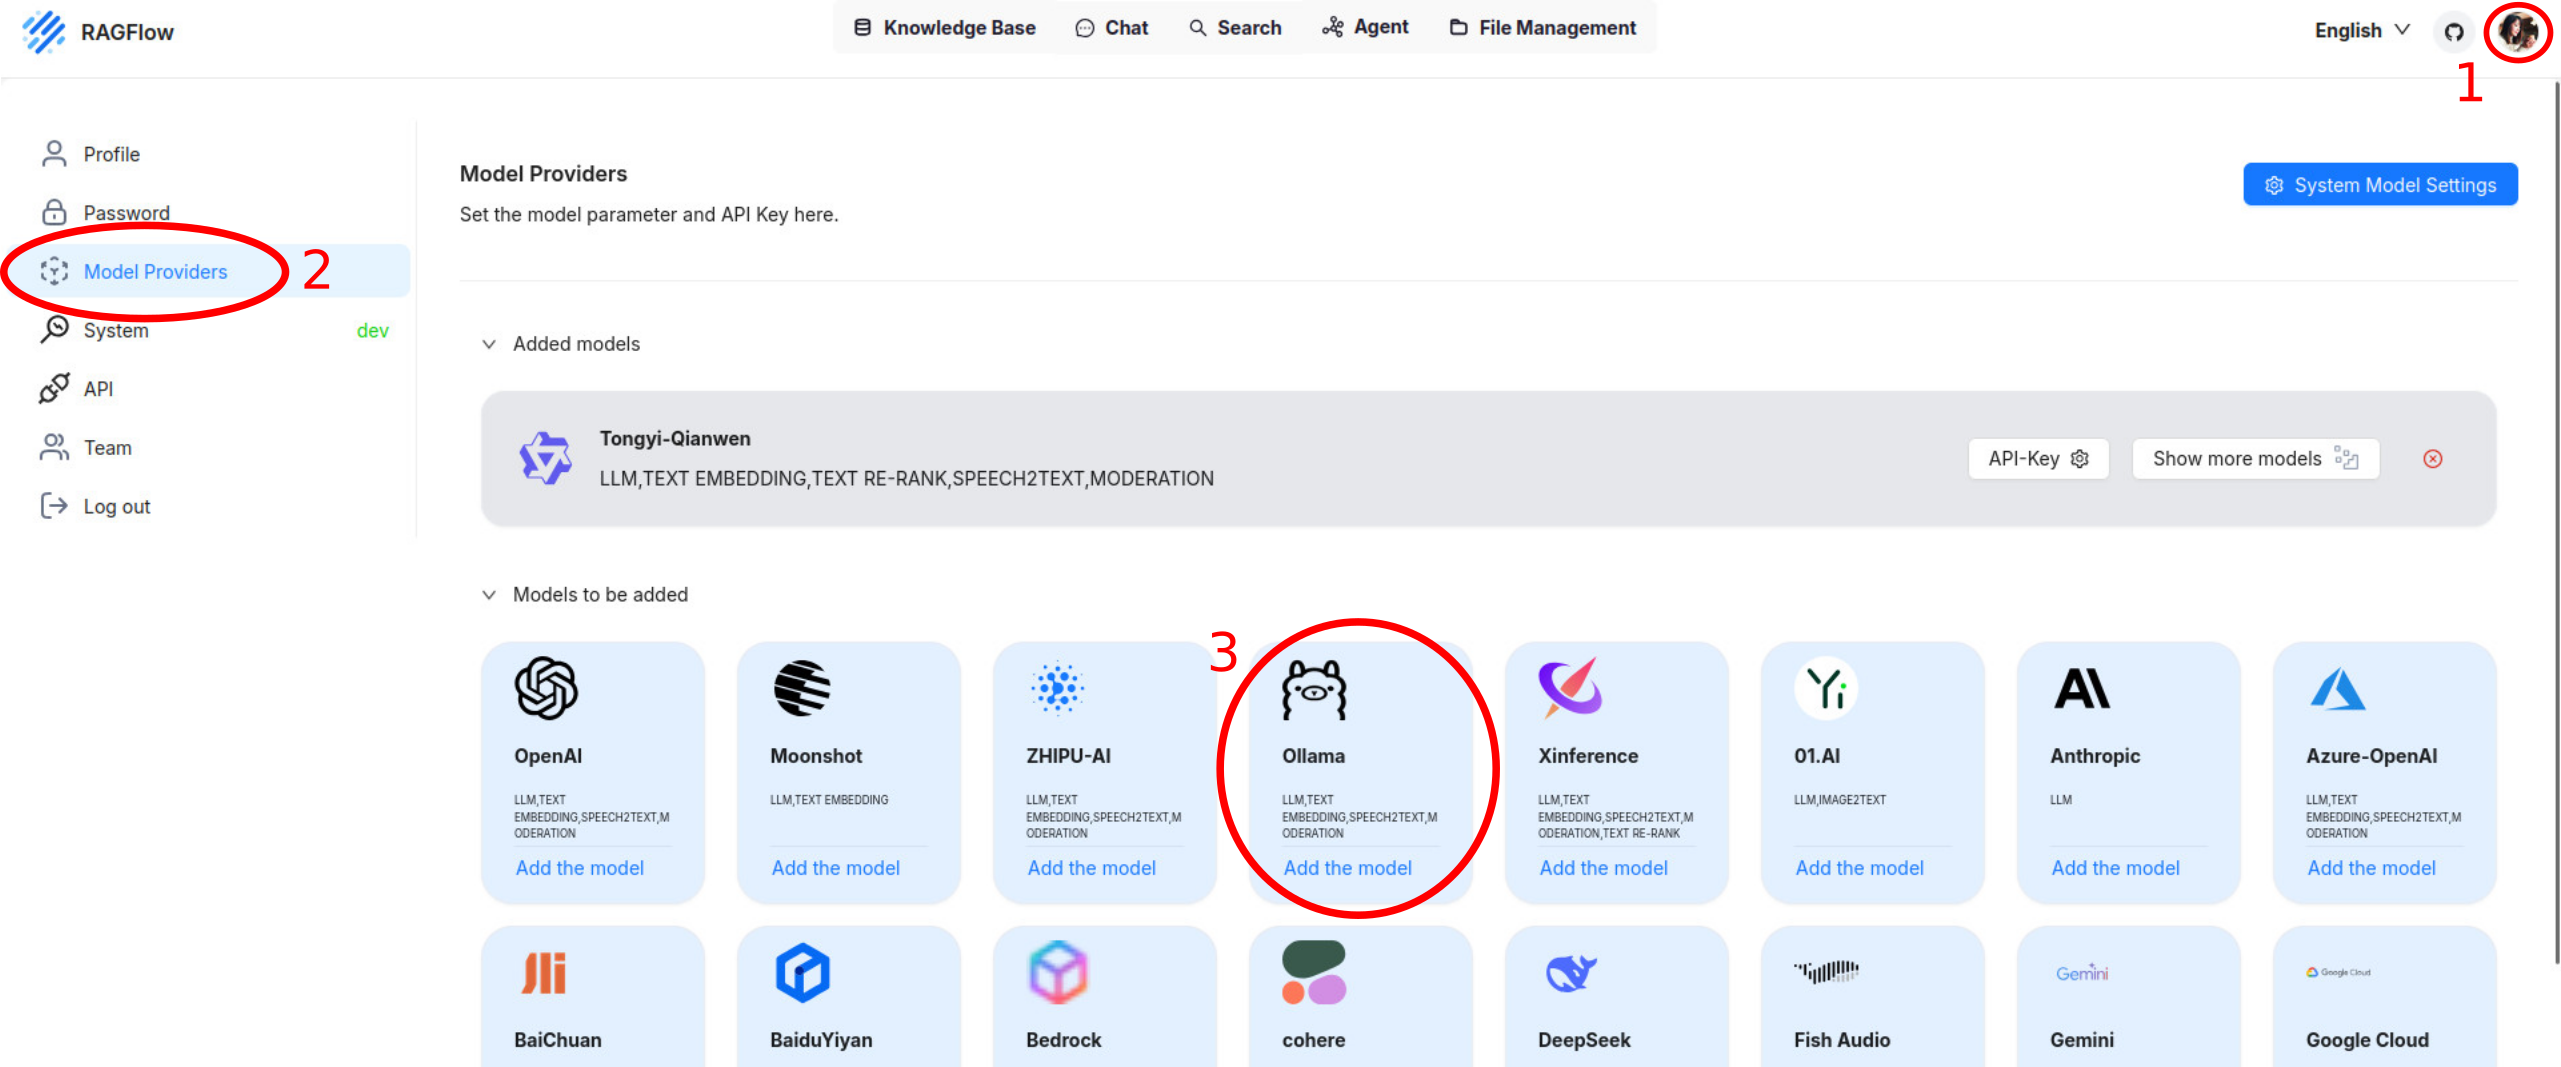 RAGFlow
Knowledge Base
Chat
Search
Agent
File Management
English
1
Profile
Password
Model Providers
2
System
dev
API
Team
Log out
Model Providers
Set the model parameter and API Key here.
System Model Settings
Added models
Tongyi-Qianwen
LLM,TEXT EMBEDDING,TEXT RE-RANK,SPEECH2TEXT,MODERATION
API-Key
Show more models
Models to be added
3
OpenAI
LLM,TEXT
EMBEDDING,SPEECH2TEXT,M
ODERATION
Add the model
Moonshot
LLM,TEXT EMBEDDING
Add the model
ZHIPU-AI
LLM,TEXT
EMBEDDING,SPEECH2TEXT,M
ODERATION
Add the model
Ollama
LLM,TEXT
EMBEDDING,SPEECH2TEXT,M
ODERATION
Add the model
Xinference
LLM,TEXT
EMBEDDING,SPEECH2TEXT,M
ODERATION,TEXT RE-RANK
Add the model
01.AI
LLM,IMAGE2TEXT
Add the model
Anthropic
LLM
Add the model
Azure-OpenAI
LLM,TEXT
EMBEDDING,SPEECH2TEXT,M
ODERATION
Add the model
BaiChuan
BaiduYiyan
Bedrock
cohere
DeepSeek
Fish Audio
Gemini
Gemini
Google Cloud
Google Cloud